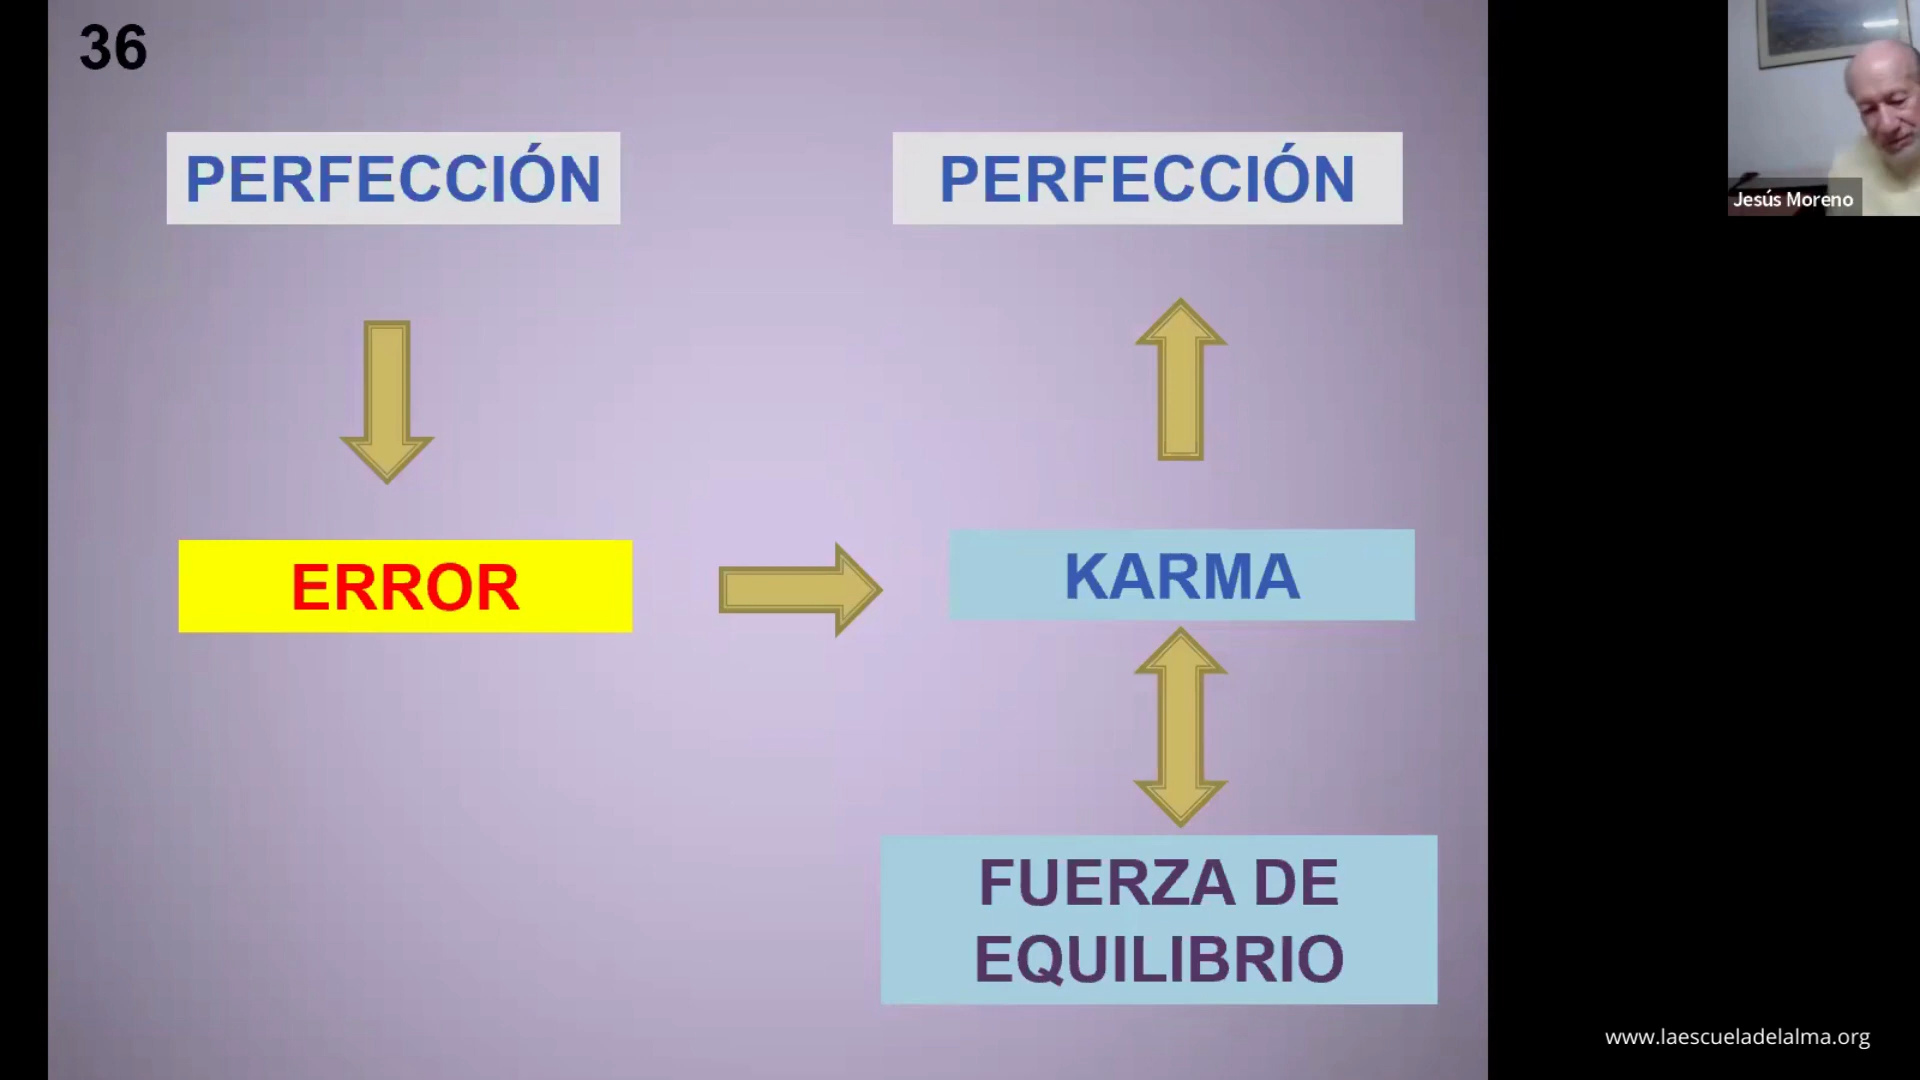 36
PERFECCIÓN
PERFECCIÓN
ERROR
KARMA
FUERZA DE
EQUILIBRIO
Jesús Moreno
www.laescueladelalma.org